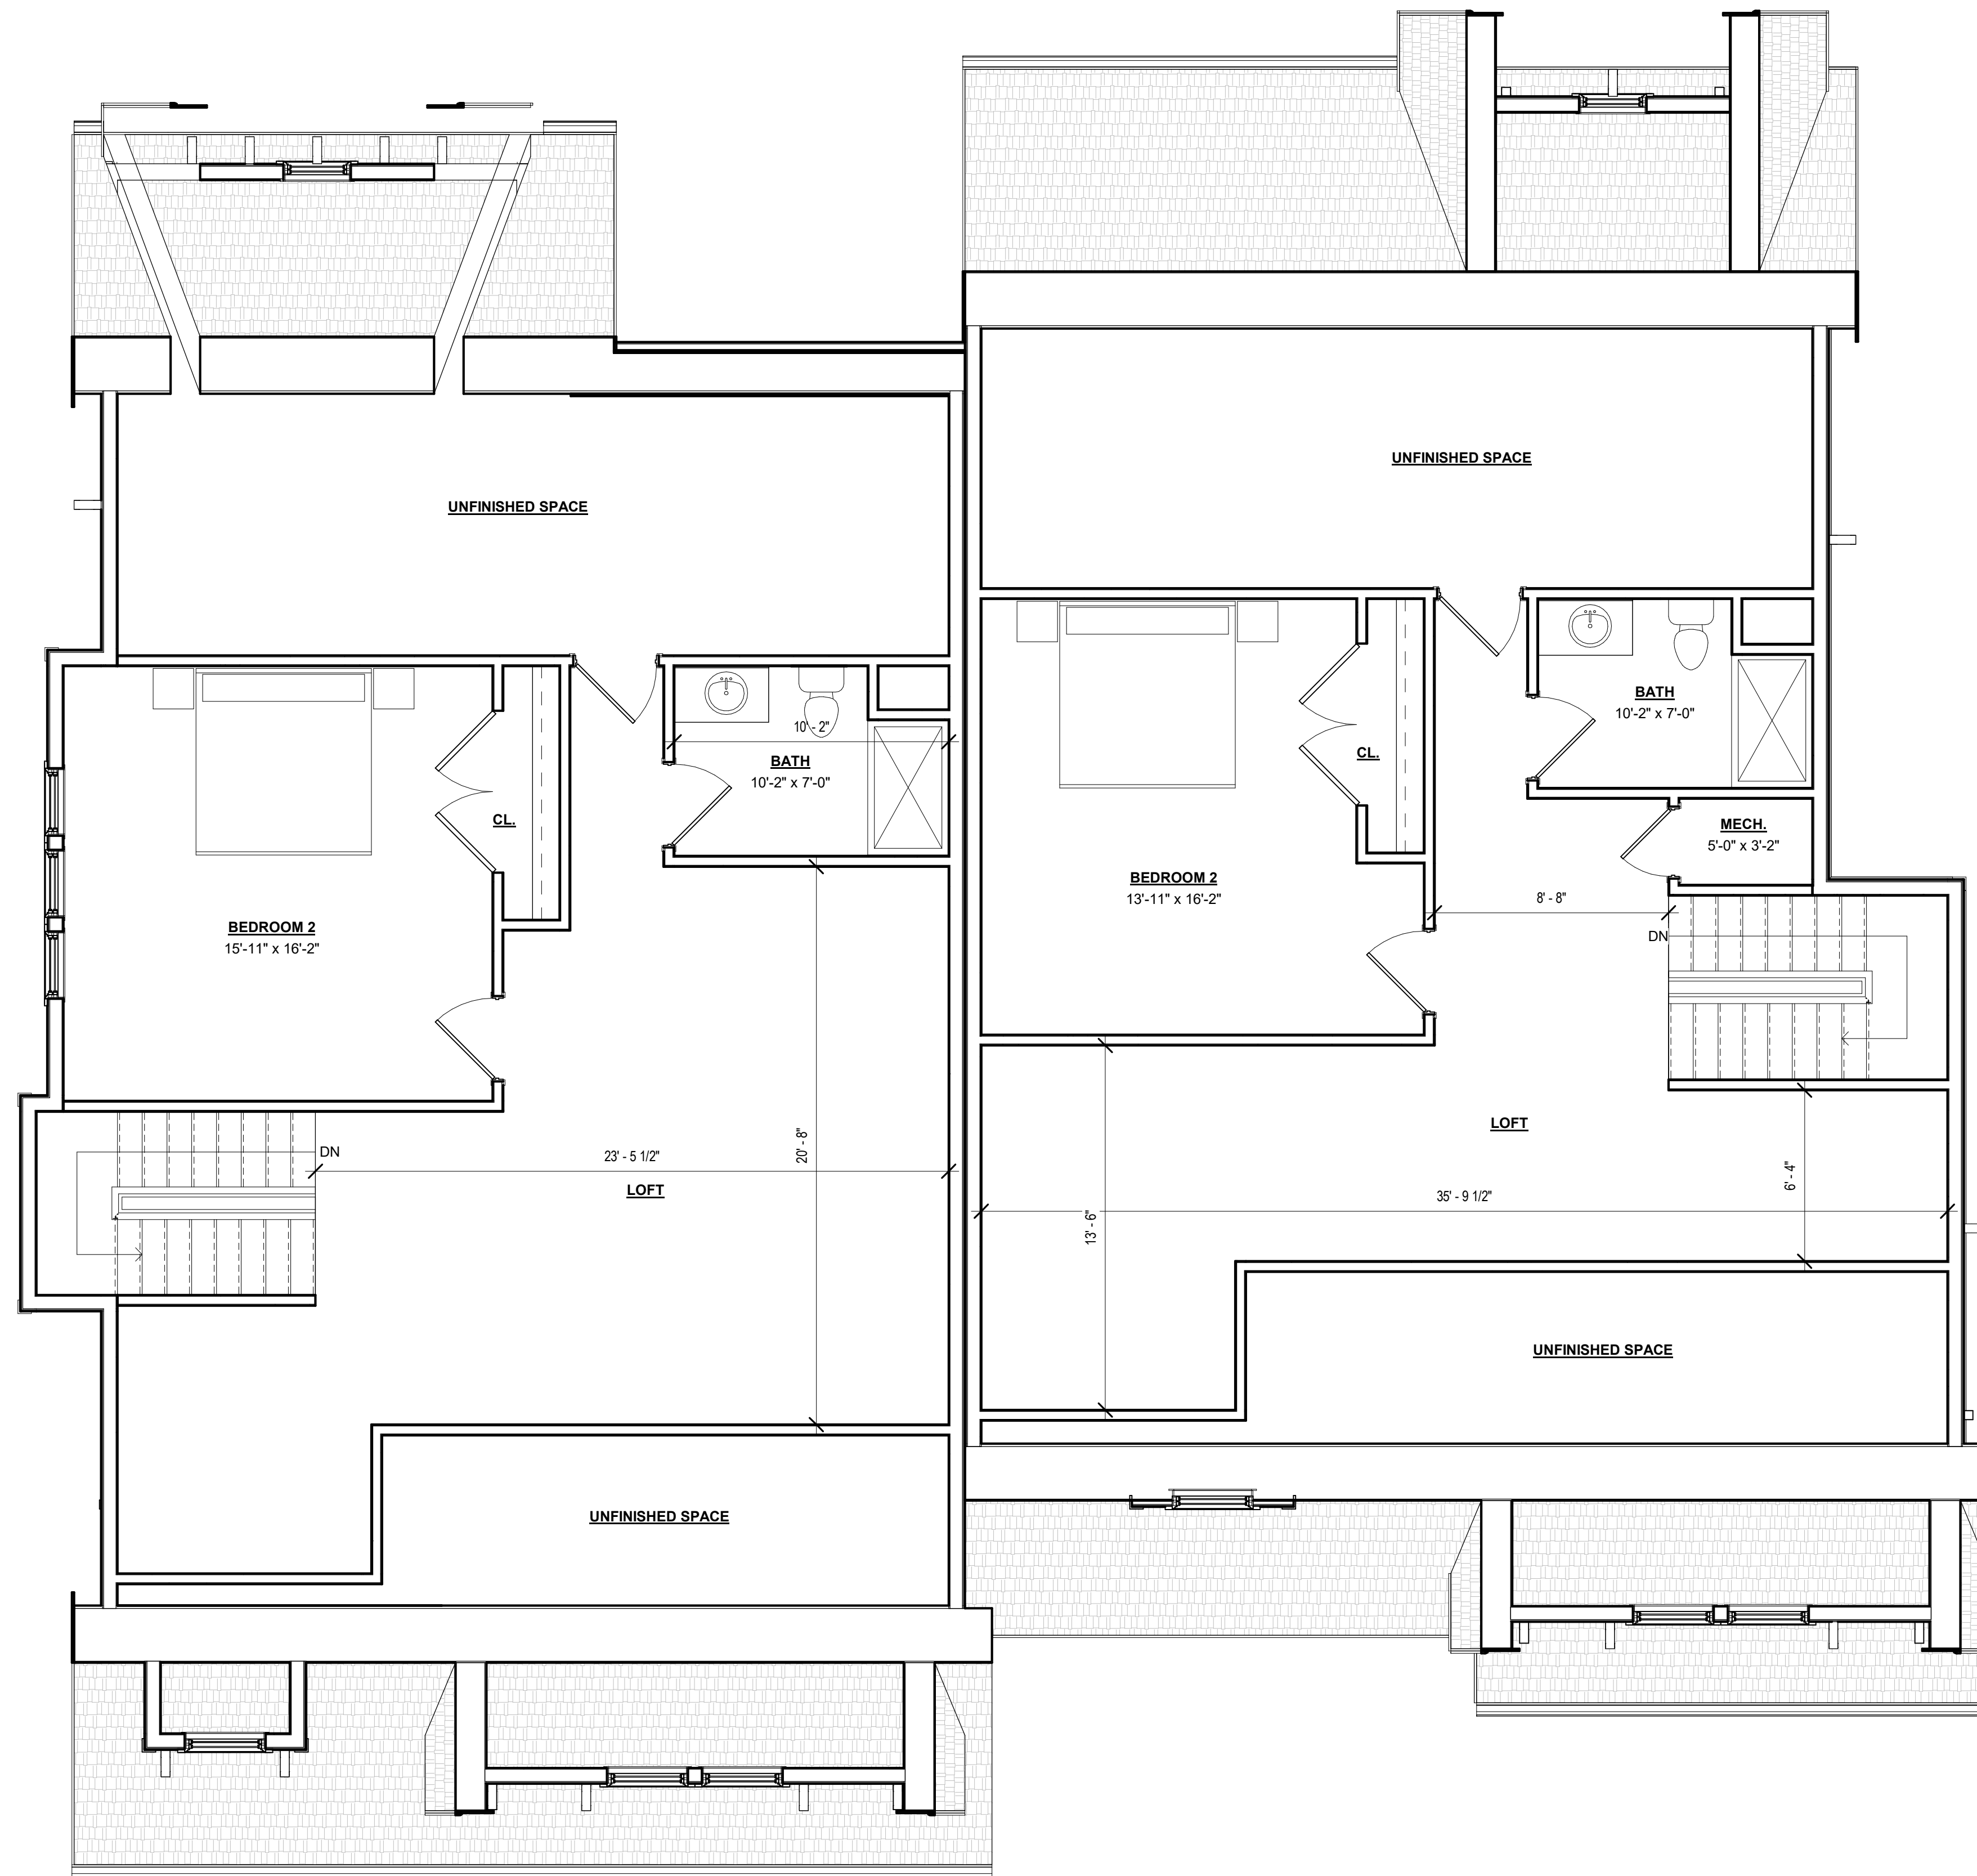 UNFINISHED SPACE
10' - 2"
BATH
10'-2" x 7'-0"
CL.
BEDROOM 2
15'-11" x 16'-2"
DN
23' - 5 1/2"
20' - 8"
LOFT
UNFINISHED SPACE
UNFINISHED SPACE
BATH
10'-2" x 7'-0"
CL.
MECH.
5'-0" x 3'-2"
BEDROOM 2
13'-11" x 16'-2"
8' - 8"
DN
LOFT
6' - 4"
35' - 9 1/2"
13' - 6"
UNFINISHED SPACE